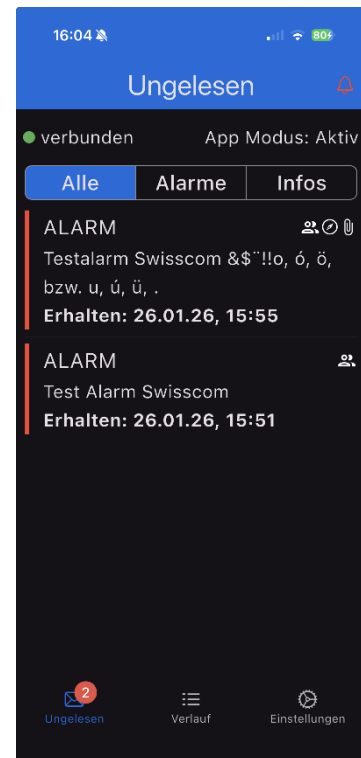 16:04
80
Ungelesen
verbunden App Modus: Aktiv
Alle Alarme Infos
ALARM
Testalarm Swisscom &$¨!!o, ó, ö,
bzw. u, ú, ü, .
Erhalten: 26.01.26, 15:55
ALARM
Test Alarm Swisscom
Erhalten: 26.01.26, 15:51
2
Ungelesen Verlauf Einstellungen